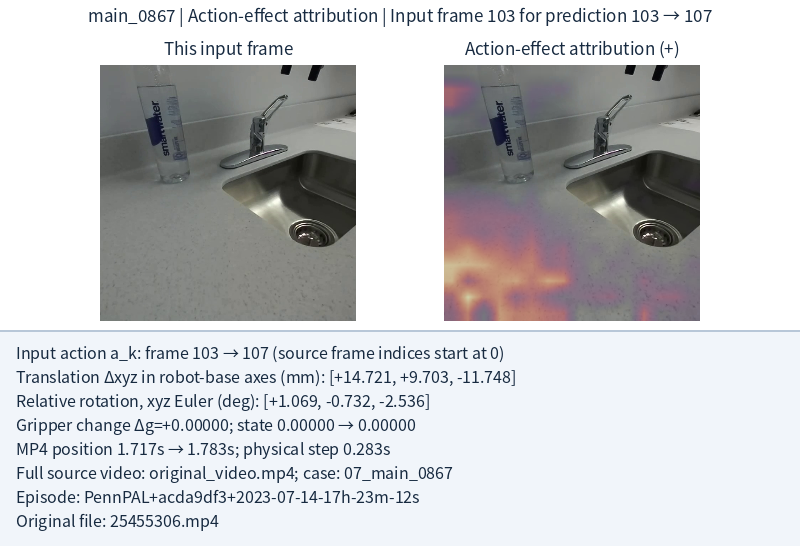 main_0867 | Action-effect attribution | Input frame 103 for prediction 103 → 107
This input frame
Action-effect attribution (+)
smartwater
smartwater
Input action a_k: frame 103 → 107 (source frame indices start at 0)
Translation Δxyz in robot-base axes (mm): [+14.721, +9.703, -11.748]
Relative rotation, xyz Euler (deg): [+1.069, -0.732, -2.536]
Gripper change Δg=+0.00000; state 0.00000 → 0.00000
MP4 position 1.717s → 1.783s; physical step 0.283s
Full source video: original_video.mp4; case: 07_main_0867
Episode: PennPAL+acda9df3+2023-07-14-17h-23m-12s
Original file: 25455306.mp4